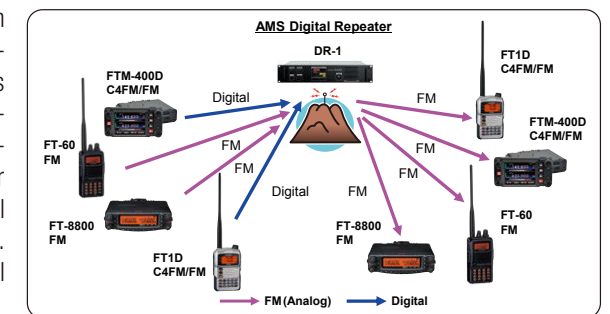 AMS Digital Repeater
DR-1
FTM-400D
C4FM/FM
Digital
FM
FT1D
C4FM/FM
FTM-400D
C4FM/FM
FT-60
FM
FM
FM
FM
FM
Digital
FM
FT-8800
FM
FT1D
C4FM/FM
FT-8800
FM
FT-60
FM
FM (Analog)
Digital